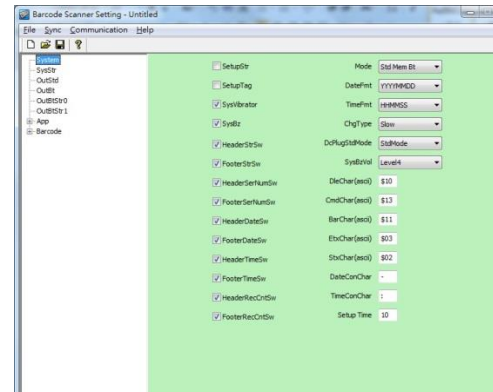 Barcode Scanner Setting - Untitled
File Sync Communication Help
System
SysStr
OutStd
OutBt
OutBtStr0
OutBtStr1
App
Barcode
SetupStr Mode Std Mem Bt
SetupTag DateFmt YYYYMMDD
SysVibrator TimeFmt HHMMSS
SysBz ChgType Slow
HeaderStrSw DcPlugStdMode StdMode
FooterStrSw SysBzVol Level4
HeaderSerNumSw DleChar(ascii) $10
FooterSerNumSw CmdChar(ascii) $13
HeaderDateSw BarChar(ascii) $11
FooterDateSw EtxChar(ascii) $03
HeaderTimeSw StxChar(ascii) $02
FooterTimeSw DateConChar -
HeaderRecCntSw TimeConChar :
FooterRecCntSw Setup Time 10